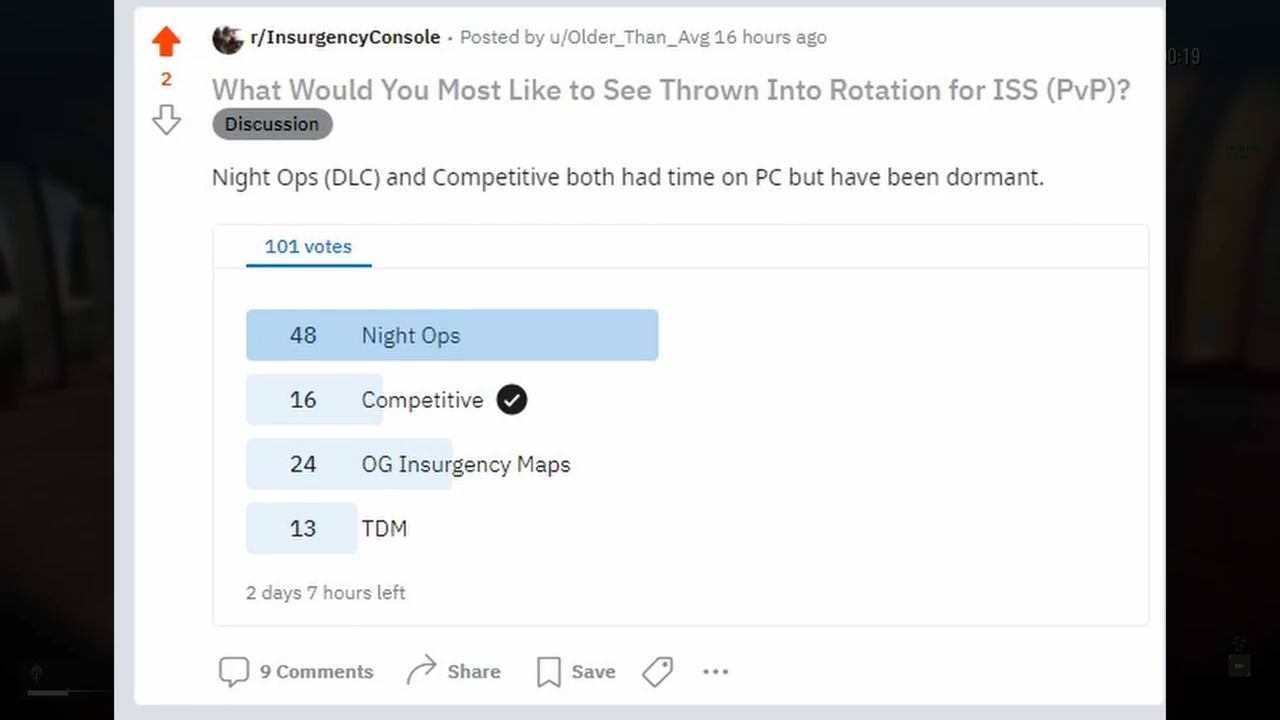 r/InsurgencyConsole · Posted by u/Older_Than_Avg 16 hours ago
0:19
2
What Would You Most Like to See Thrown Into Rotation for ISS (PvP)?
Discussion
Night Ops (DLC) and Competitive both had time on PC but have been dormant.
101 votes
48 Night Ops
16 Competitive
24 OG Insurgency Maps
13 TDM
2 days 7 hours left
9 Comments Share Save